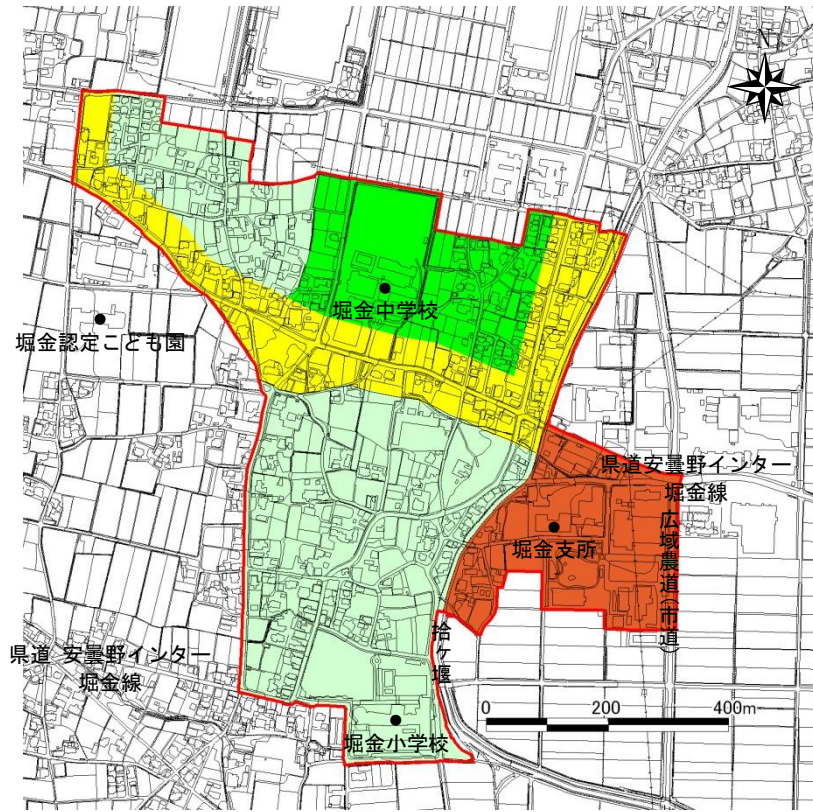 N
堀金中学校
堀金認定こども園
県道安曇野インター
堀金線
堀金支所
広域農道(市道)
拾ケ堰
県道 安曇野インター
堀金線
0 200 400m
堀金小学校